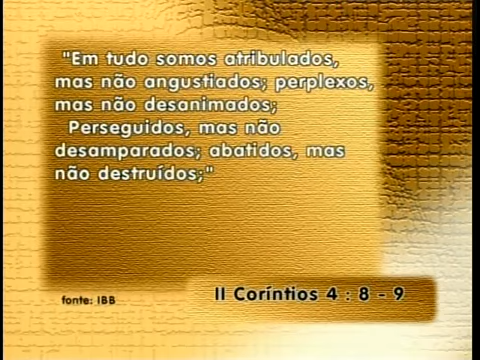 "Em tudo somos atribulados,
mas não angustiados; perplexos,
mas não desanimados;
Perseguidos, mas não
desamparados; abatidos, mas
não destruídos;"
fonte: IBB
II Coríntios 4 : 8 - 9